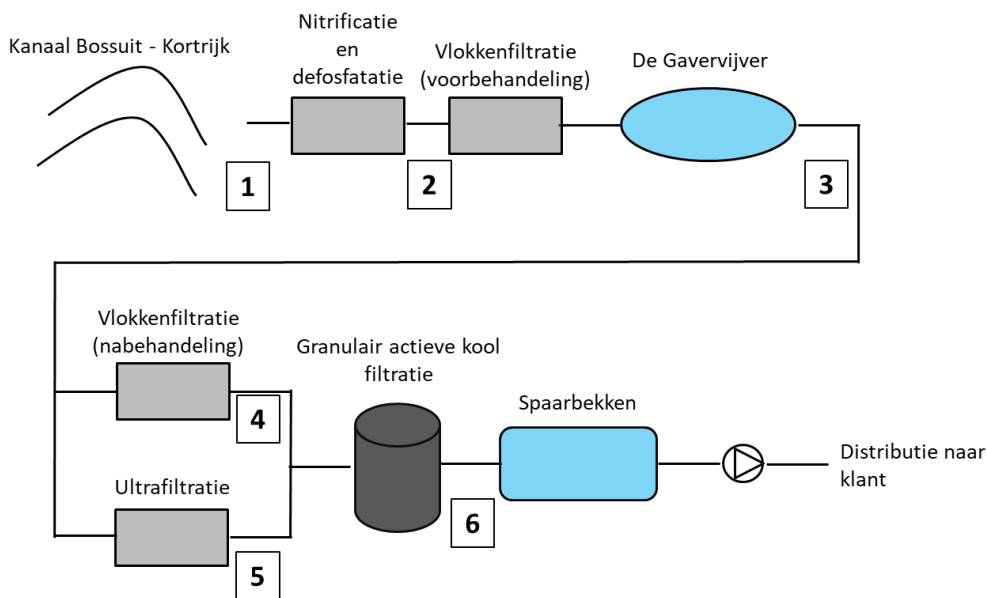 Kanaal Bossuit - Kortrijk
Nitrificatie
en
defosfatatie
Vlokkenfiltratie
(voorbehandeling)
De Gavervijver
1
2
3
Vlokkenfiltratie
(nabehandeling)
4
Ultrafiltratie
5
Granulair actieve kool
filtratie
6
Spaarbekken
Distributie naar
klant